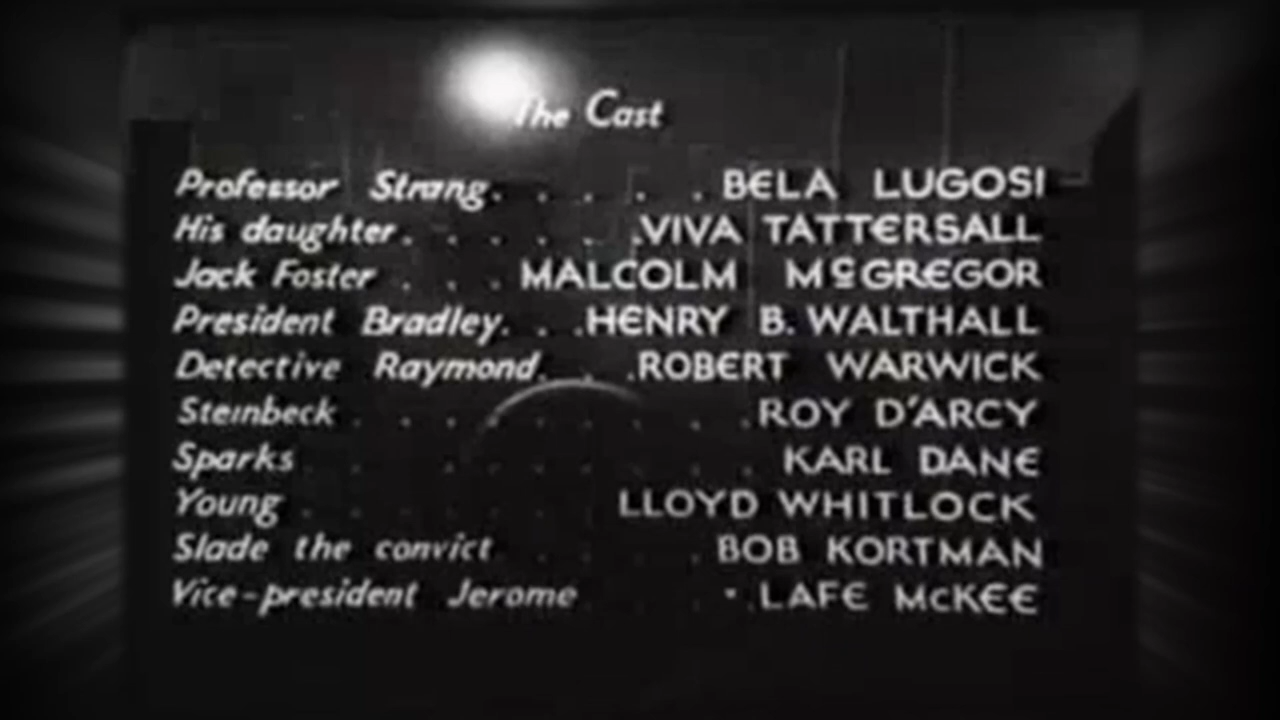 The Cast
Professor Strang. . . . .BELA LUGOSI
His daughter. . . . . .VIVA TATTERSALL
Jack Foster . . .MALCOLM McGREGOR
President Bradley. . .HENRY B. WALTHALL
Detective Raymond. . .ROBERT WARWICK
Steinbeck . . . . . . . . .ROY D'ARCY
Sparks . . . . . . . . . KARL DANE
Young . . . . . . LLOYD WHITLOCK
Slade the convict . . . . .BOB KORTMAN
Vice-president Jerome . . . . .LAFE McKEE